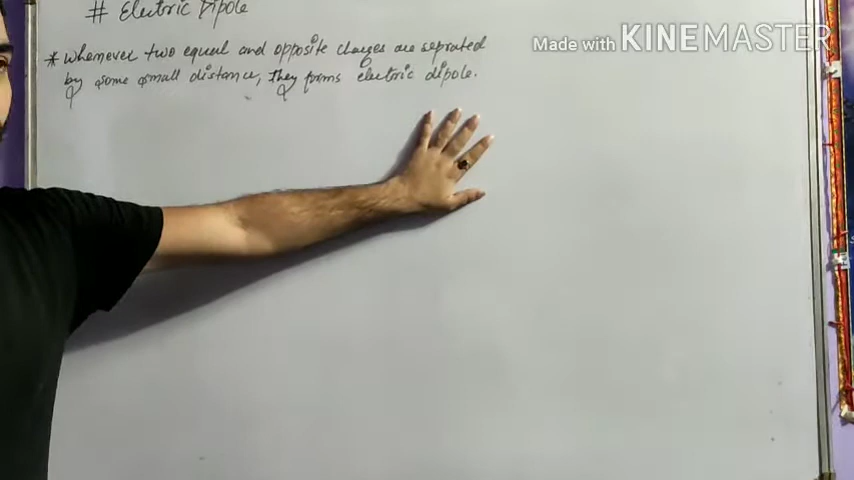 # Electric Dipole
* Whenever two equal and opposite charges are seprated
by some small distance, they forms electric dipole.
Made with KINEMASTER